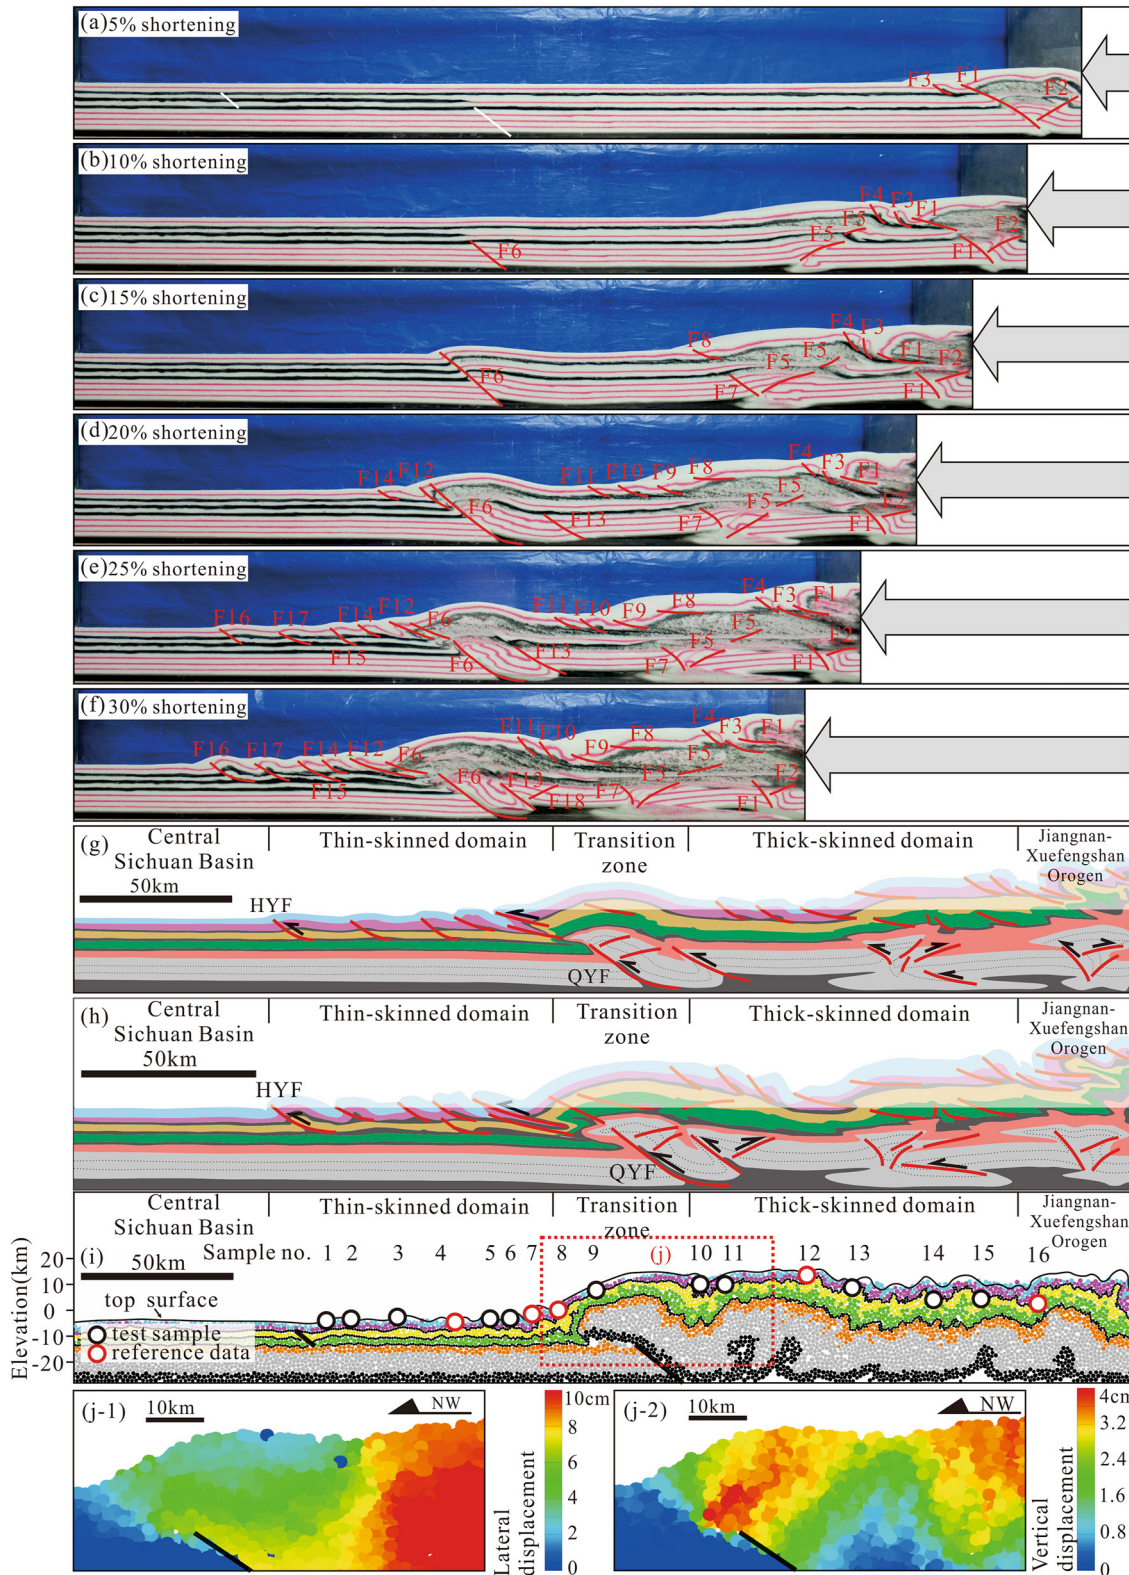 (a)5% shortening
F3
F1
F2
(b)10% shortening
F4
F3
F1
F5
F5
F2
F6
F1
(c)15% shortening
F4
F3
F8
F5
F1
F5
F2
F6
F7
F1
(d)20% shortening
F14
F12
F11
F10
F9
F8
F4
F3
F1
F6
F5
F13
F7
F1
F2
(e)25% shortening
F16
F17
F14
F12
F6
F11
F10
F9
F8
F4
F3
F1
F15
F6
F13
F5
F5
F7
F1
F2
(f)30% shortening
F16
F17
F14
F12
F6
F11
F10
F9
F8
F4
F3
F1
F15
F6
F13
F18
F7
F5
F5
F1
F2
(g)
Central
Sichuan Basin
Thin-skinned domain
Transition
zone
Thick-skinned domain
Jiangnan-
Xuefengshan
Orogen
50km
HYF
QYF
(h)
Central
Sichuan Basin
Thin-skinned domain
Transition
zone
Thick-skinned domain
Jiangnan-
Xuefengshan
Orogen
50km
HYF
QYF
(i)
Central
Sichuan Basin
Thin-skinned domain
Transition
zone
Thick-skinned domain
Jiangnan-
Xuefengshan
Orogen
50km
Sample no. 1 2 3 4 5 6 7 8 9 (j) 10 11 12 13 14 15 16
Elevation(km)
20
10
0
-10
-20
top surface
test sample
reference data
(j-1)
10km
NW
Lateral
displacement
10cm
8
6
4
2
0
(j-2)
10km
NW
Vertical
displacement
4cm
3.2
2.4
1.6
0.8
0